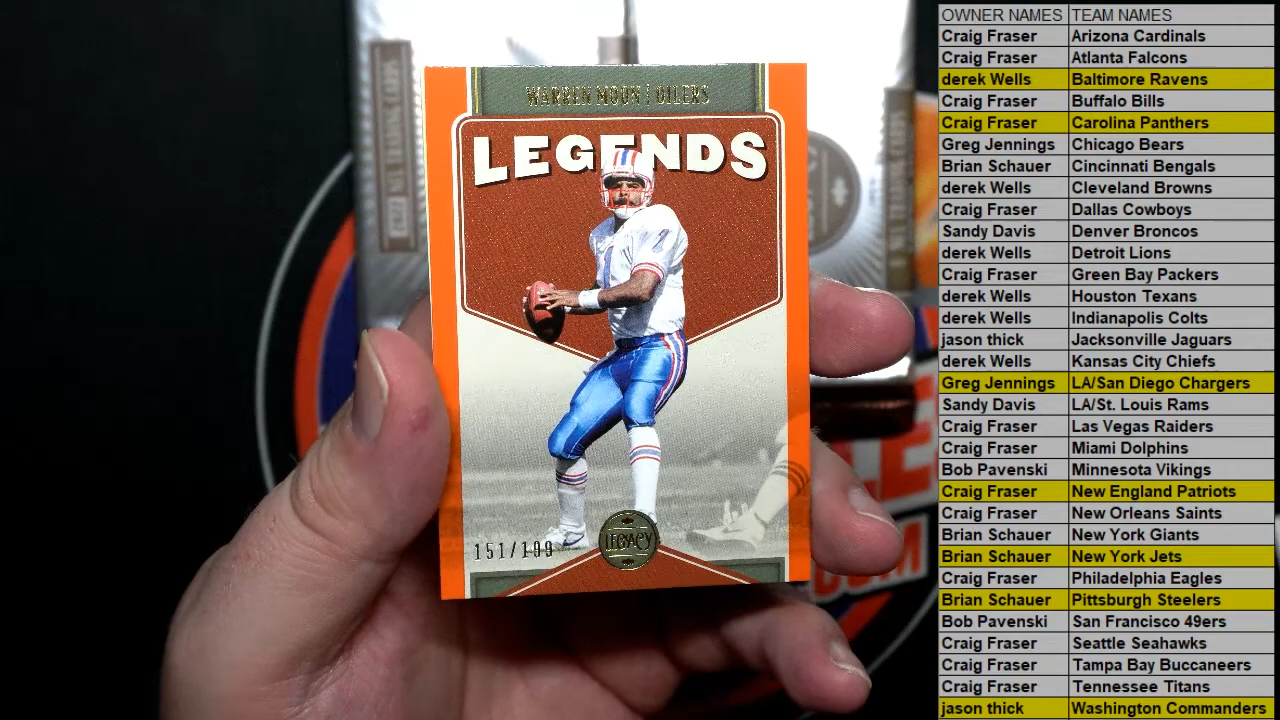 WARREN MOON | OILERS
LEGENDS
1
1
151/199
LEGACY
OWNER NAMES TEAM NAMES
Craig Fraser Arizona Cardinals
Craig Fraser Atlanta Falcons
derek Wells Baltimore Ravens
Craig Fraser Buffalo Bills
Craig Fraser Carolina Panthers
Greg Jennings Chicago Bears
Brian Schauer Cincinnati Bengals
derek Wells Cleveland Browns
Craig Fraser Dallas Cowboys
Sandy Davis Denver Broncos
derek Wells Detroit Lions
Craig Fraser Green Bay Packers
derek Wells Houston Texans
derek Wells Indianapolis Colts
jason thick Jacksonville Jaguars
derek Wells Kansas City Chiefs
Greg Jennings LA/San Diego Chargers
Sandy Davis LA/St. Louis Rams
Craig Fraser Las Vegas Raiders
Craig Fraser Miami Dolphins
Bob Pavenski Minnesota Vikings
Craig Fraser New England Patriots
Craig Fraser New Orleans Saints
Brian Schauer New York Giants
Brian Schauer New York Jets
Craig Fraser Philadelphia Eagles
Brian Schauer Pittsburgh Steelers
Bob Pavenski San Francisco 49ers
Craig Fraser Seattle Seahawks
Craig Fraser Tampa Bay Buccaneers
Craig Fraser Tennessee Titans
jason thick Washington Commanders